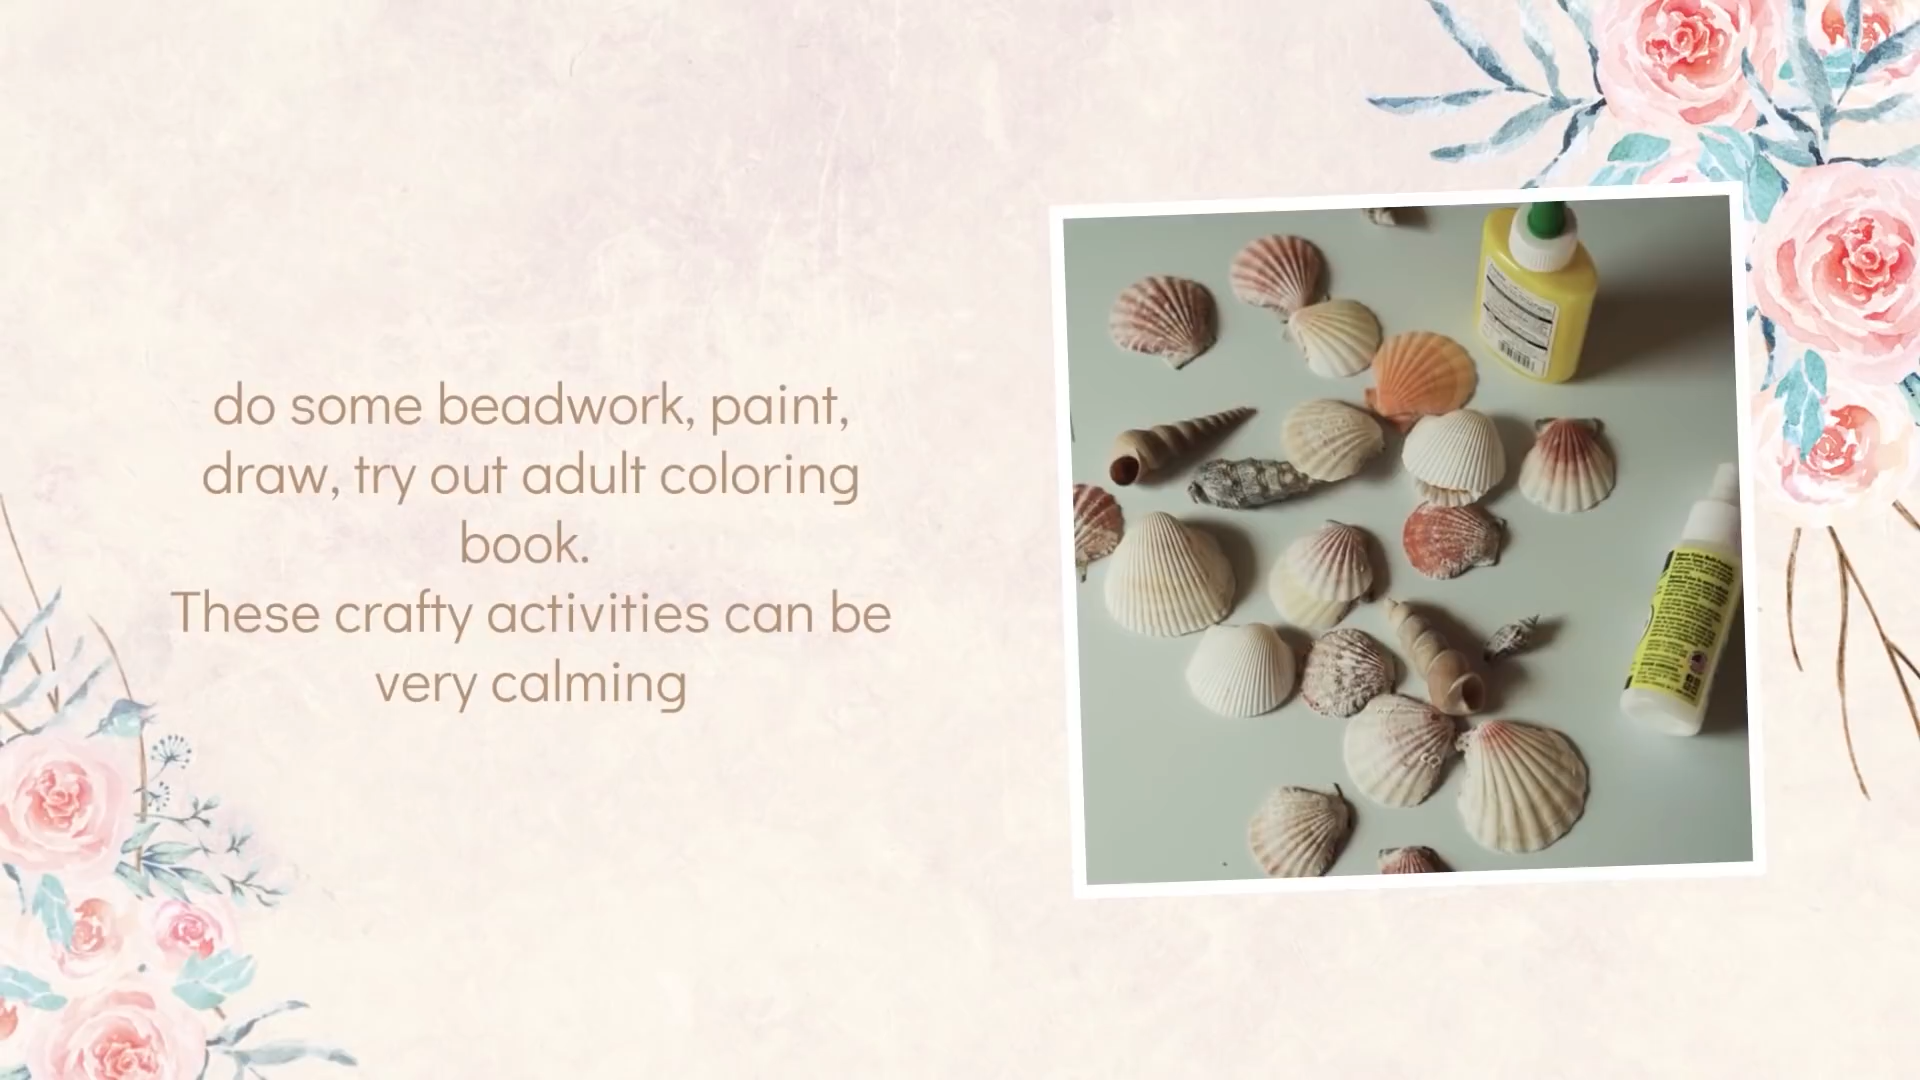 do some beadwork, paint,
draw, try out adult coloring
book.
These crafty activities can be
very calming